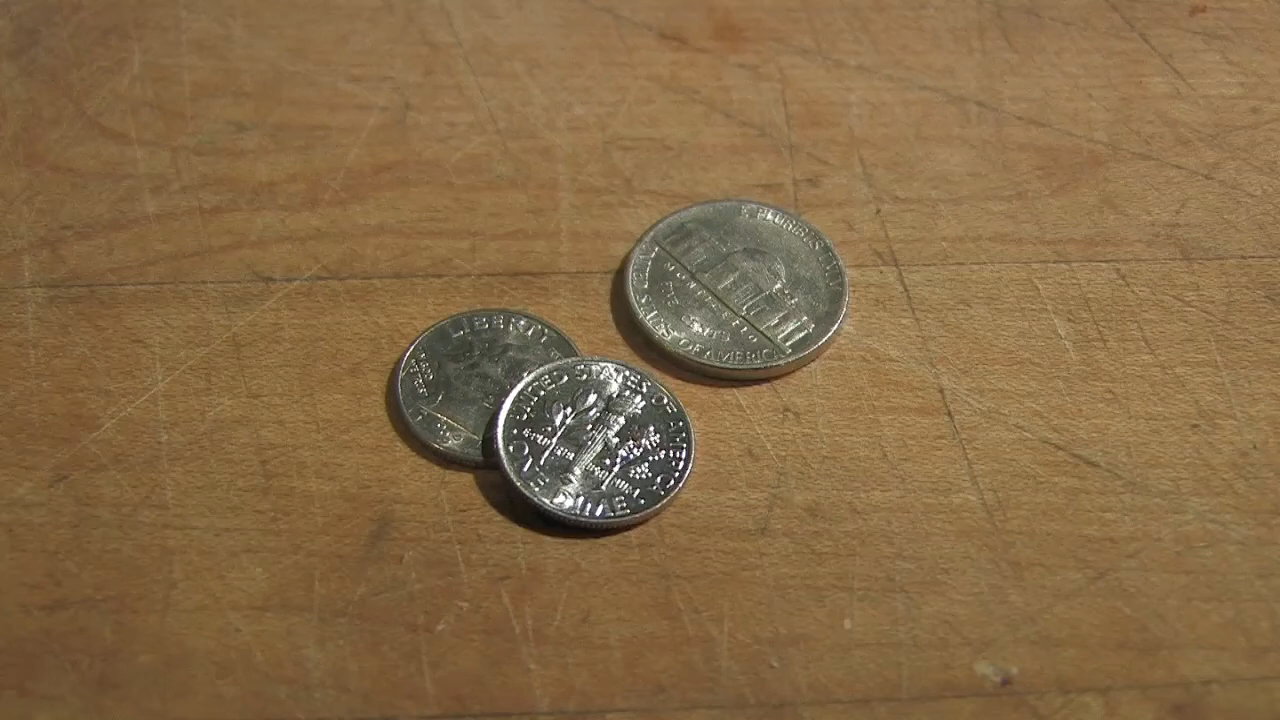 E PLURIBUS UNUM
MONTICELLO
FIVE CENTS
STATES OF AMERICA
LIBERTY
UNITED STATES OF AMERICA
ONE DIME